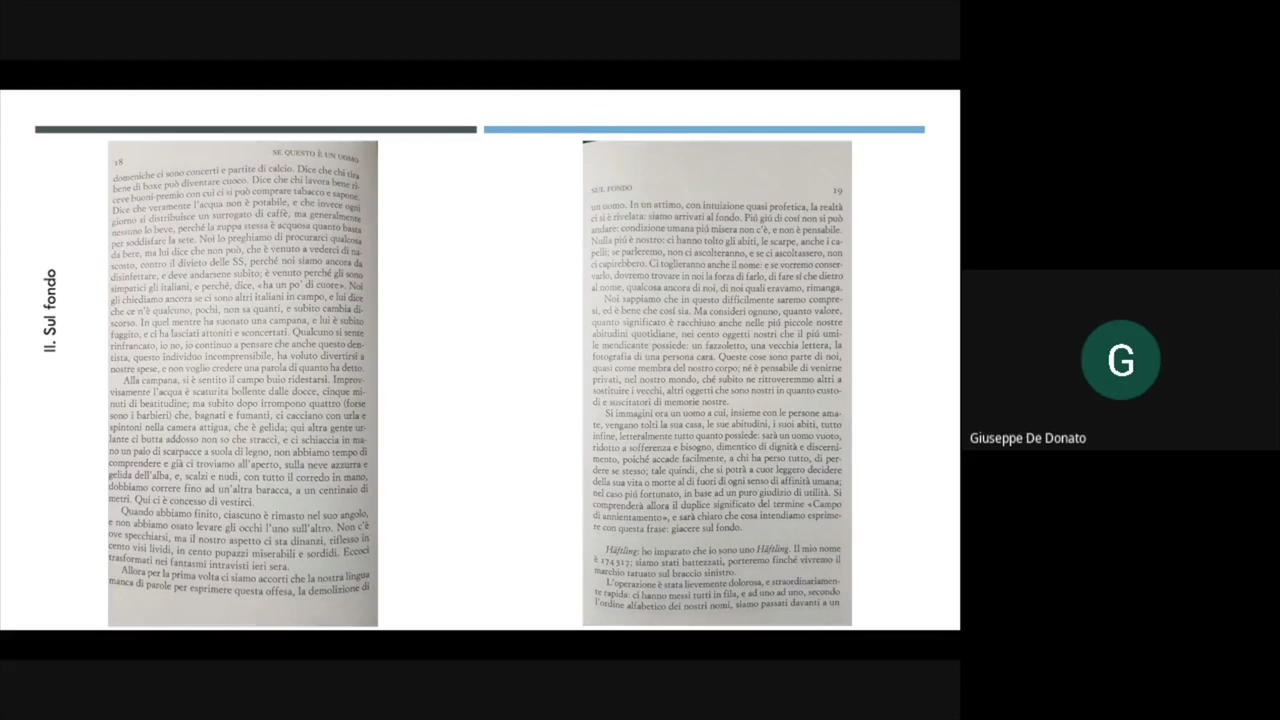 II. Sul fondo
18
SE QUESTO È UN UOMO
domeniche ci sono concerti e partite di calcio. Dice che chi tira
bene di boxe può diventare cuoco. Dice che chi lavora bene ri-
ceve buoni-premio con cui ci si può comprare tabacco e sapone.
Dice che veramente l'acqua non è potabile, e che invece ogni
giorno si distribuisce un surrogato di caffè, ma generalmente
nessuno lo beve, perché la zuppa stessa è acquosa quanto basta
per soddisfare la sete. Noi lo preghiamo di procurarci qualcosa
da bere, ma lui dice che non può, che è venuto a vederci di na-
scosto, contro il divieto delle SS, perché noi siamo ancora da
disinfettare, e deve andarsene subito; è venuto perché gli sono
simpatici gli italiani, e perché, dice, «ha un po' di cuore». Noi
gli chiediamo ancora se ci sono altri italiani in campo, e lui dice
che ce n'è qualcuno, pochi, non sa quanti, e subito cambia di-
scorso. In quel mentre ha suonato una campana, e lui è subito
fuggito, e ci ha lasciati attoniti e sconcertati. Qualcuno si sente
rinfrancato, io no, io continuo a pensare che anche questo den-
tista, questo individuo incomprensibile, ha voluto divertirsi a
nostre spese, e non voglio credere una parola di quanto ha detto.
Alla campana, si è sentito il campo buio ridestarsi. Improv-
visamente l'acqua è scaturita bollente dalle docce, cinque mi-
nuti di beatitudine; ma subito dopo irrompono quattro (forse
sono i barbieri) che, bagnati e fumanti, ci cacciano con urla e
spintoni nella camera attigua, che è gelida; qui altra gente ur-
lante ci butta addosso non so che stracci, e ci schiaccia in ma-
no un paio di scarpacce a suola di legno, non abbiamo tempo di
comprendere e già ci troviamo all'aperto, sulla neve azzurra e
gelida dell'alba, e, scalzi e nudi, con tutto il corredo in mano,
dobbiamo correre fino ad un'altra baracca, a un centinaio di
metri. Qui ci è concesso di vestirci.
Quando abbiamo finito, ciascuno è rimasto nel suo angolo,
e non abbiamo osato levare gli occhi l'uno sull'altro. Non c'è
ove specchiarsi, ma il nostro aspetto ci sta dinanzi, riflesso in
cento visi lividi, in cento pupazzi miserabili e sordidi. Eccoci
trasformati nei fantasmi intravisti ieri sera.
Allora per la prima volta ci siamo accorti che la nostra lingua
manca di parole per esprimere questa offesa, la demolizione di
SUL FONDO
19
un uomo. In un attimo, con intuizione quasi profetica, la realtà
ci si è rivelata: siamo arrivati al fondo. Piú giú di cosí non si può
andare: condizione umana piú misera non c'è, e non è pensabile.
Nulla piú è nostro: ci hanno tolto gli abiti, le scarpe, anche i ca-
pelli; se parleremo, non ci ascolteranno, e se ci ascoltassero, non
ci capirebbero. Ci toglieranno anche il nome: e se vorremo conser-
varlo, dovremo trovare in noi la forza di farlo, di fare sí che dietro
al nome, qualcosa ancora di noi, di noi quali eravamo, rimanga.
Noi sappiamo che in questo difficilmente saremo compre-
si, ed è bene che cosí sia. Ma consideri ognuno, quanto valore,
quanto significato è racchiuso anche nelle piú piccole nostre
abitudini quotidiane, nei cento oggetti nostri che il piú umi-
le mendicante possiede: un fazzoletto, una vecchia lettera, la
fotografia di una persona cara. Queste cose sono parte di noi,
quasi come membra del nostro corpo; né è pensabile di venirne
privati, nel nostro mondo, ché subito ne ritroveremmo altri a
sostituire i vecchi, altri oggetti che sono nostri in quanto custo-
di e suscitatori di memorie nostre.
Si immagini ora un uomo a cui, insieme con le persone ama-
te, vengano tolti la sua casa, le sue abitudini, i suoi abiti, tutto
infine, letteralmente tutto quanto possiede: sarà un uomo vuoto,
ridotto a sofferenza e bisogno, dimentico di dignità e discerni-
mento, poiché accade facilmente, a chi ha perso tutto, di per-
dere se stesso; tale quindi, che si potrà a cuor leggero decidere
della sua vita o morte al di fuori di ogni senso di affinità umana;
nel caso piú fortunato, in base ad un puro giudizio di utilità. Si
comprenderà allora il duplice significato del termine «Campo
di annientamento», e sarà chiaro che cosa intendiamo esprime-
re con questa frase: giacere sul fondo.
Häftling: ho imparato che io sono uno Häftling. Il mio nome
è 174 517; siamo stati battezzati, porteremo finché vivremo il
marchio tatuato sul braccio sinistro.
L'operazione è stata lievemente dolorosa, e straordinariamen-
te rapida: ci hanno messi tutti in fila, e ad uno ad uno, secondo
l'ordine alfabetico dei nostri nomi, siamo passati davanti a un
G
Giuseppe De Donato